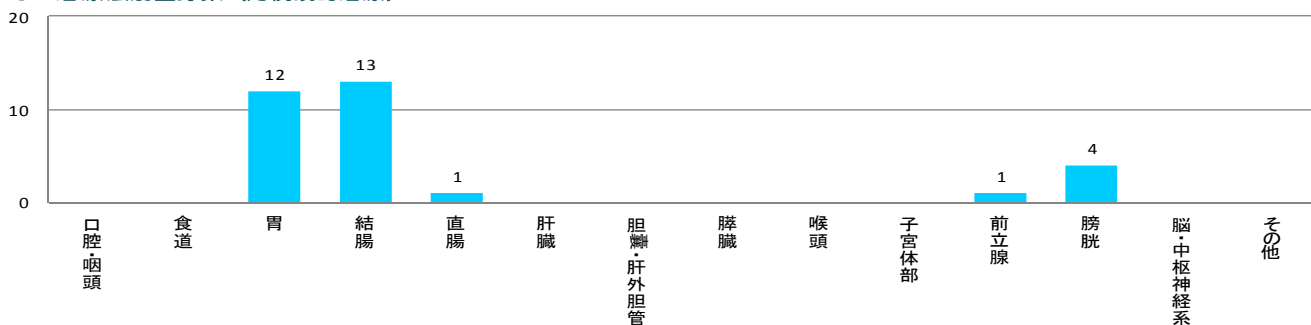 20
10
0
12
13
1
1
4
口腔・咽頭
食道
胃
結腸
直腸
肝臓
胆嚢・肝外胆管
膵臓
喉頭
子宮体部
前立腺
膀胱
脳・中枢神経系
その他